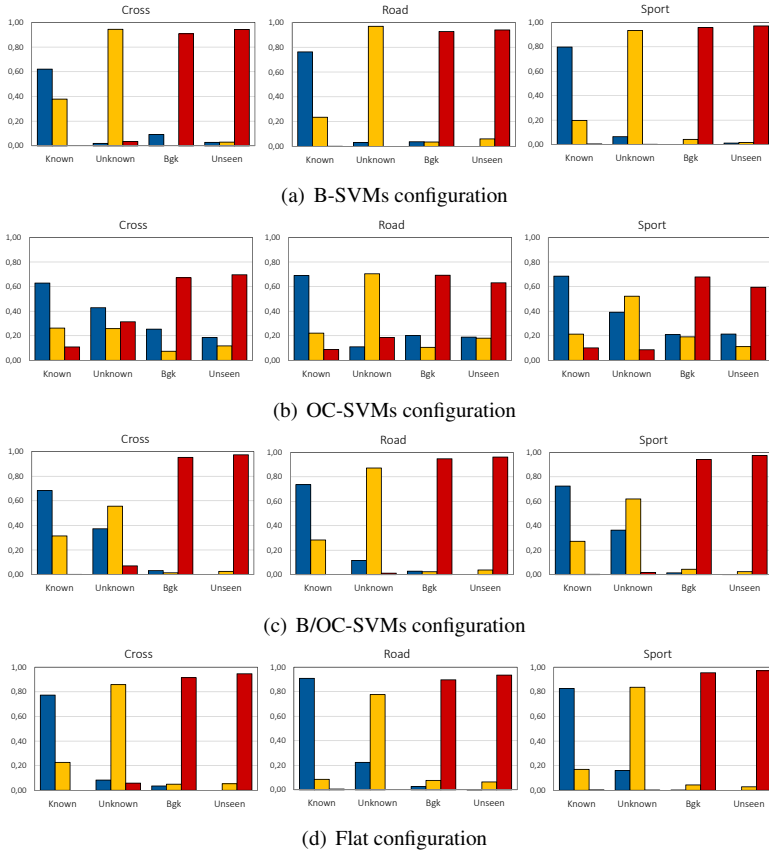 Cross Road Sport
1,00 1,00 1,00
0,80 0,80 0,80
0,60 0,60 0,60
0,40 0,40 0,40
0,20 0,20 0,20
0,00 0,00 0,00
Known Unknown Bgk Unseen Known Unknown Bgk Unseen Known Unknown Bgk Unseen
(a) B-SVMs configuration
Cross Road Sport
1,00 1,00 1,00
0,80 0,80 0,80
0,60 0,60 0,60
0,40 0,40 0,40
0,20 0,20 0,20
0,00 0,00 0,00
Known Unknown Bgk Unseen Known Unknown Bgk Unseen Known Unknown Bgk Unseen
(b) OC-SVMs configuration
Cross Road Sport
1,00 1,00 1,00
0,80 0,80 0,80
0,60 0,60 0,60
0,40 0,40 0,40
0,20 0,20 0,20
0,00 0,00 0,00
Known Unknown Bgk Unseen Known Unknown Bgk Unseen Known Unknown Bgk Unseen
(c) B/OC-SVMs configuration
Cross Road Sport
1,00 1,00 1,00
0,80 0,80 0,80
0,60 0,60 0,60
0,40 0,40 0,40
0,20 0,20 0,20
0,00 0,00 0,00
Known Unknown Bgk Unseen Known Unknown Bgk Unseen Known Unknown Bgk Unseen
(d) Flat configuration